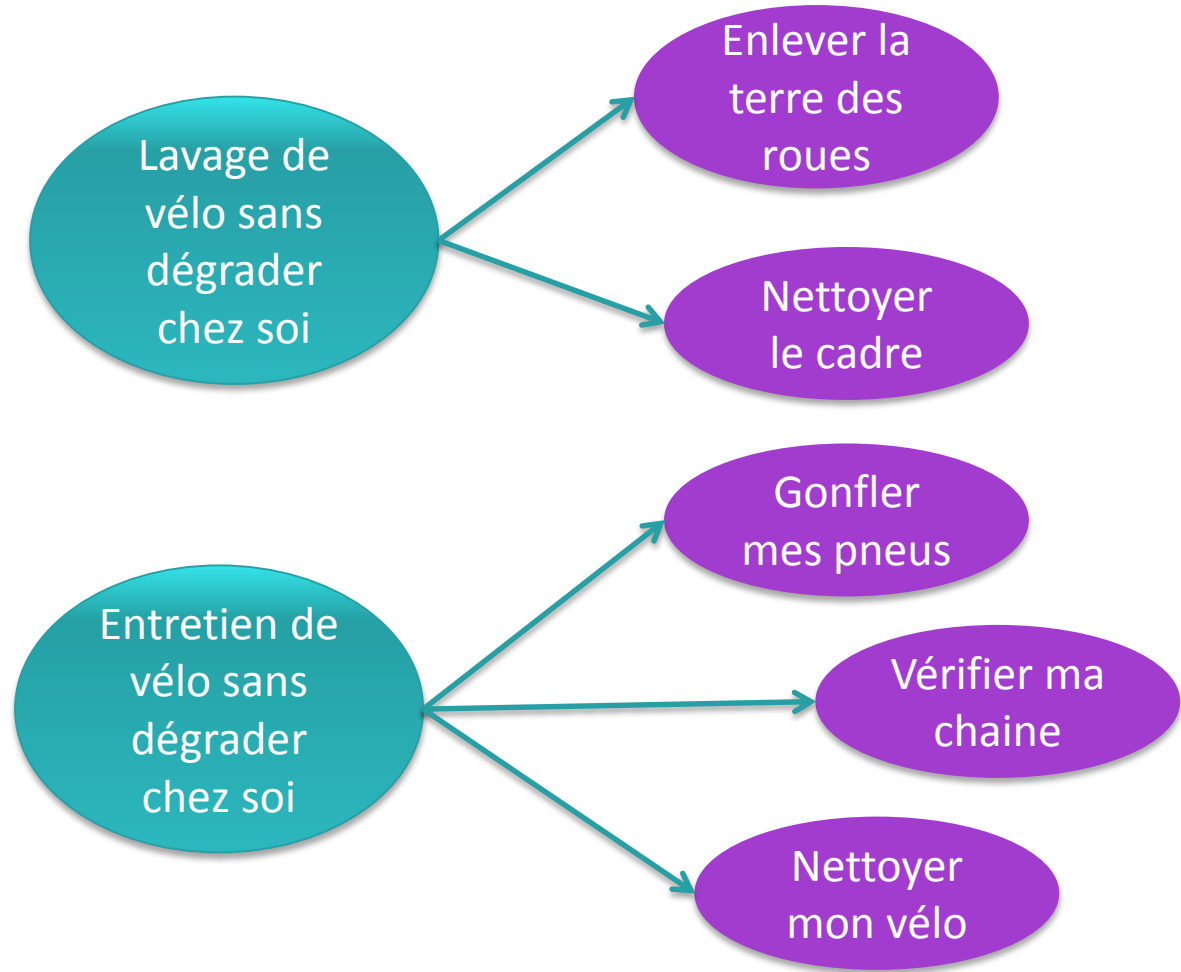 Lavage de
vélo sans
dégrader
chez soi
Enlever la
terre des
roues
Nettoyer
le cadre
Entretien de
vélo sans
dégrader
chez soi
Gonfler
mes pneus
Vérifier ma
chaine
Nettoyer
mon vélo